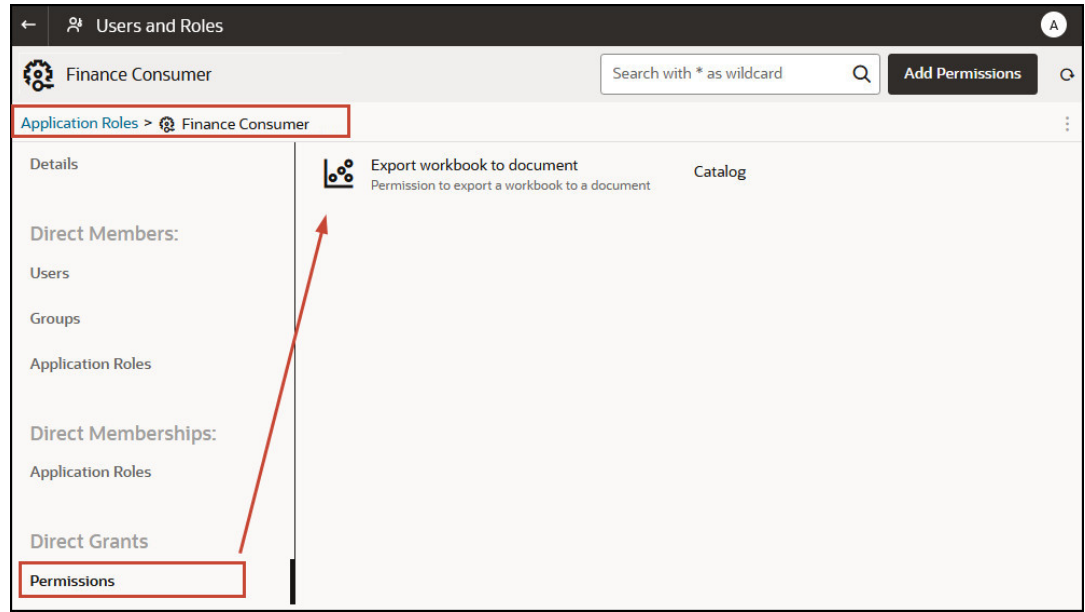 Users and Roles
A
Finance Consumer
Search with * as wildcard
Add Permissions
Application Roles > Finance Consumer
Details
Direct Members:
Users
Groups
Application Roles
Direct Memberships:
Application Roles
Direct Grants
Permissions
Export workbook to document
Permission to export a workbook to a document
Catalog